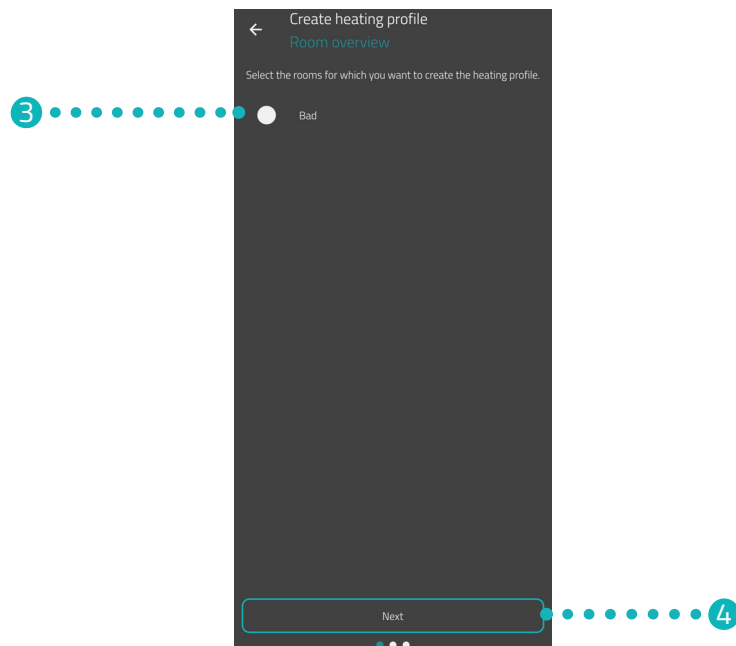 Create heating profile
Room overview
Select the rooms for which you want to create the heating profile.
3
Bad
Next
4